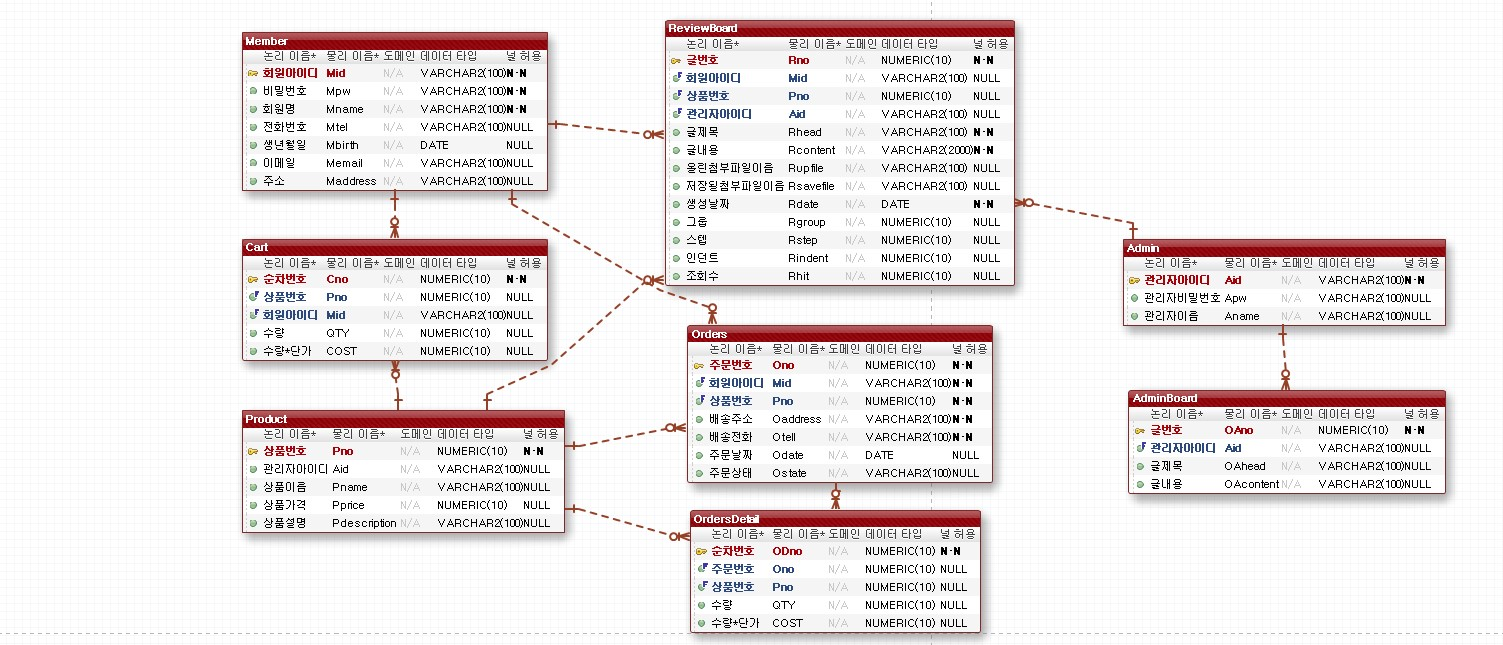 Member
논리 이름* 물리 이름* 도메인 데이터 타입 널 허용
회원아이디 Mid N/A VARCHAR2(100) N-N
비밀번호 Mpw N/A VARCHAR2(100) N-N
회원명 Mname N/A VARCHAR2(100) N-N
전화번호 Mtel N/A VARCHAR2(100) NULL
생년월일 Mbirth N/A DATE NULL
이메일 Memail N/A VARCHAR2(100) NULL
주소 Maddress N/A VARCHAR2(100) NULL
ReviewBoard
논리 이름* 물리 이름* 도메인 데이터 타입 널 허용
글번호 Rno N/A NUMERIC(10) N-N
회원아이디 Mid N/A VARCHAR2(100) NULL
상품번호 Pno N/A NUMERIC(10) NULL
관리자아이디 Aid N/A VARCHAR2(100) NULL
글제목 Rhead N/A VARCHAR2(100) N-N
글내용 Rcontent N/A VARCHAR2(2000) N-N
올린첨부파일이음 Rupfile N/A VARCHAR2(100) NULL
저장될첨부파일이음 Rsavefile N/A VARCHAR2(100) NULL
생성날짜 Rdate N/A DATE N-N
그룹 Rgroup N/A NUMERIC(10) NULL
스텝 Rstep N/A NUMERIC(10) NULL
인던트 Rindent N/A NUMERIC(10) NULL
조회수 Rhit N/A NUMERIC(10) NULL
Cart
논리 이름* 물리 이름* 도메인 데이터 타입 널 허용
순차번호 Cno N/A NUMERIC(10) N-N
상품번호 Pno N/A NUMERIC(10) NULL
회원아이디 Mid N/A VARCHAR2(100) NULL
수량 QTY N/A NUMERIC(10) NULL
수량*단가 COST N/A NUMERIC(10) NULL
Admin
논리 이름* 물리 이름* 도메인 데이터 타입 널 허용
관리자아이디 Aid N/A VARCHAR2(100) N-N
관리자비밀번호 Apw N/A VARCHAR2(100) NULL
관리자이음 Aname N/A VARCHAR2(100) NULL
Orders
논리 이름* 물리 이름* 도메인 데이터 타입 널 허용
주문번호 Ono N/A NUMERIC(10) N-N
회원아이디 Mid N/A VARCHAR2(100) N-N
상품번호 Pno N/A NUMERIC(10) N-N
배송주소 Oaddress N/A VARCHAR2(100) N-N
배송전화 Otell N/A VARCHAR2(100) N-N
주문날짜 Odate N/A DATE NULL
주문상태 Ostate N/A VARCHAR2(100) NULL
AdminBoard
논리 이름* 물리 이름* 도메인 데이터 타입 널 허용
글번호 OAno N/A NUMERIC(10) N-N
관리자아이디 Aid N/A VARCHAR2(100) NULL
글제목 OAhead N/A VARCHAR2(100) NULL
글내용 OAcontent N/A VARCHAR2(100) NULL
Product
논리 이름* 물리 이름* 도메인 데이터 타입 널 허용
상품번호 Pno N/A NUMERIC(10) N-N
관리자아이디 Aid N/A VARCHAR2(100) NULL
상품이음 Pname N/A VARCHAR2(100) NULL
상품가격 Pprice N/A NUMERIC(10) NULL
상품설명 Pdescription N/A VARCHAR2(100) NULL
OrdersDetail
논리 이름* 물리 이름* 도메인 데이터 타입 널 허용
순차번호 ODno N/A NUMERIC(10) N-N
주문번호 Ono N/A NUMERIC(10) NULL
상품번호 Pno N/A NUMERIC(10) NULL
수량 QTY N/A NUMERIC(10) NULL
수량*단가 COST N/A NUMERIC(10) NULL